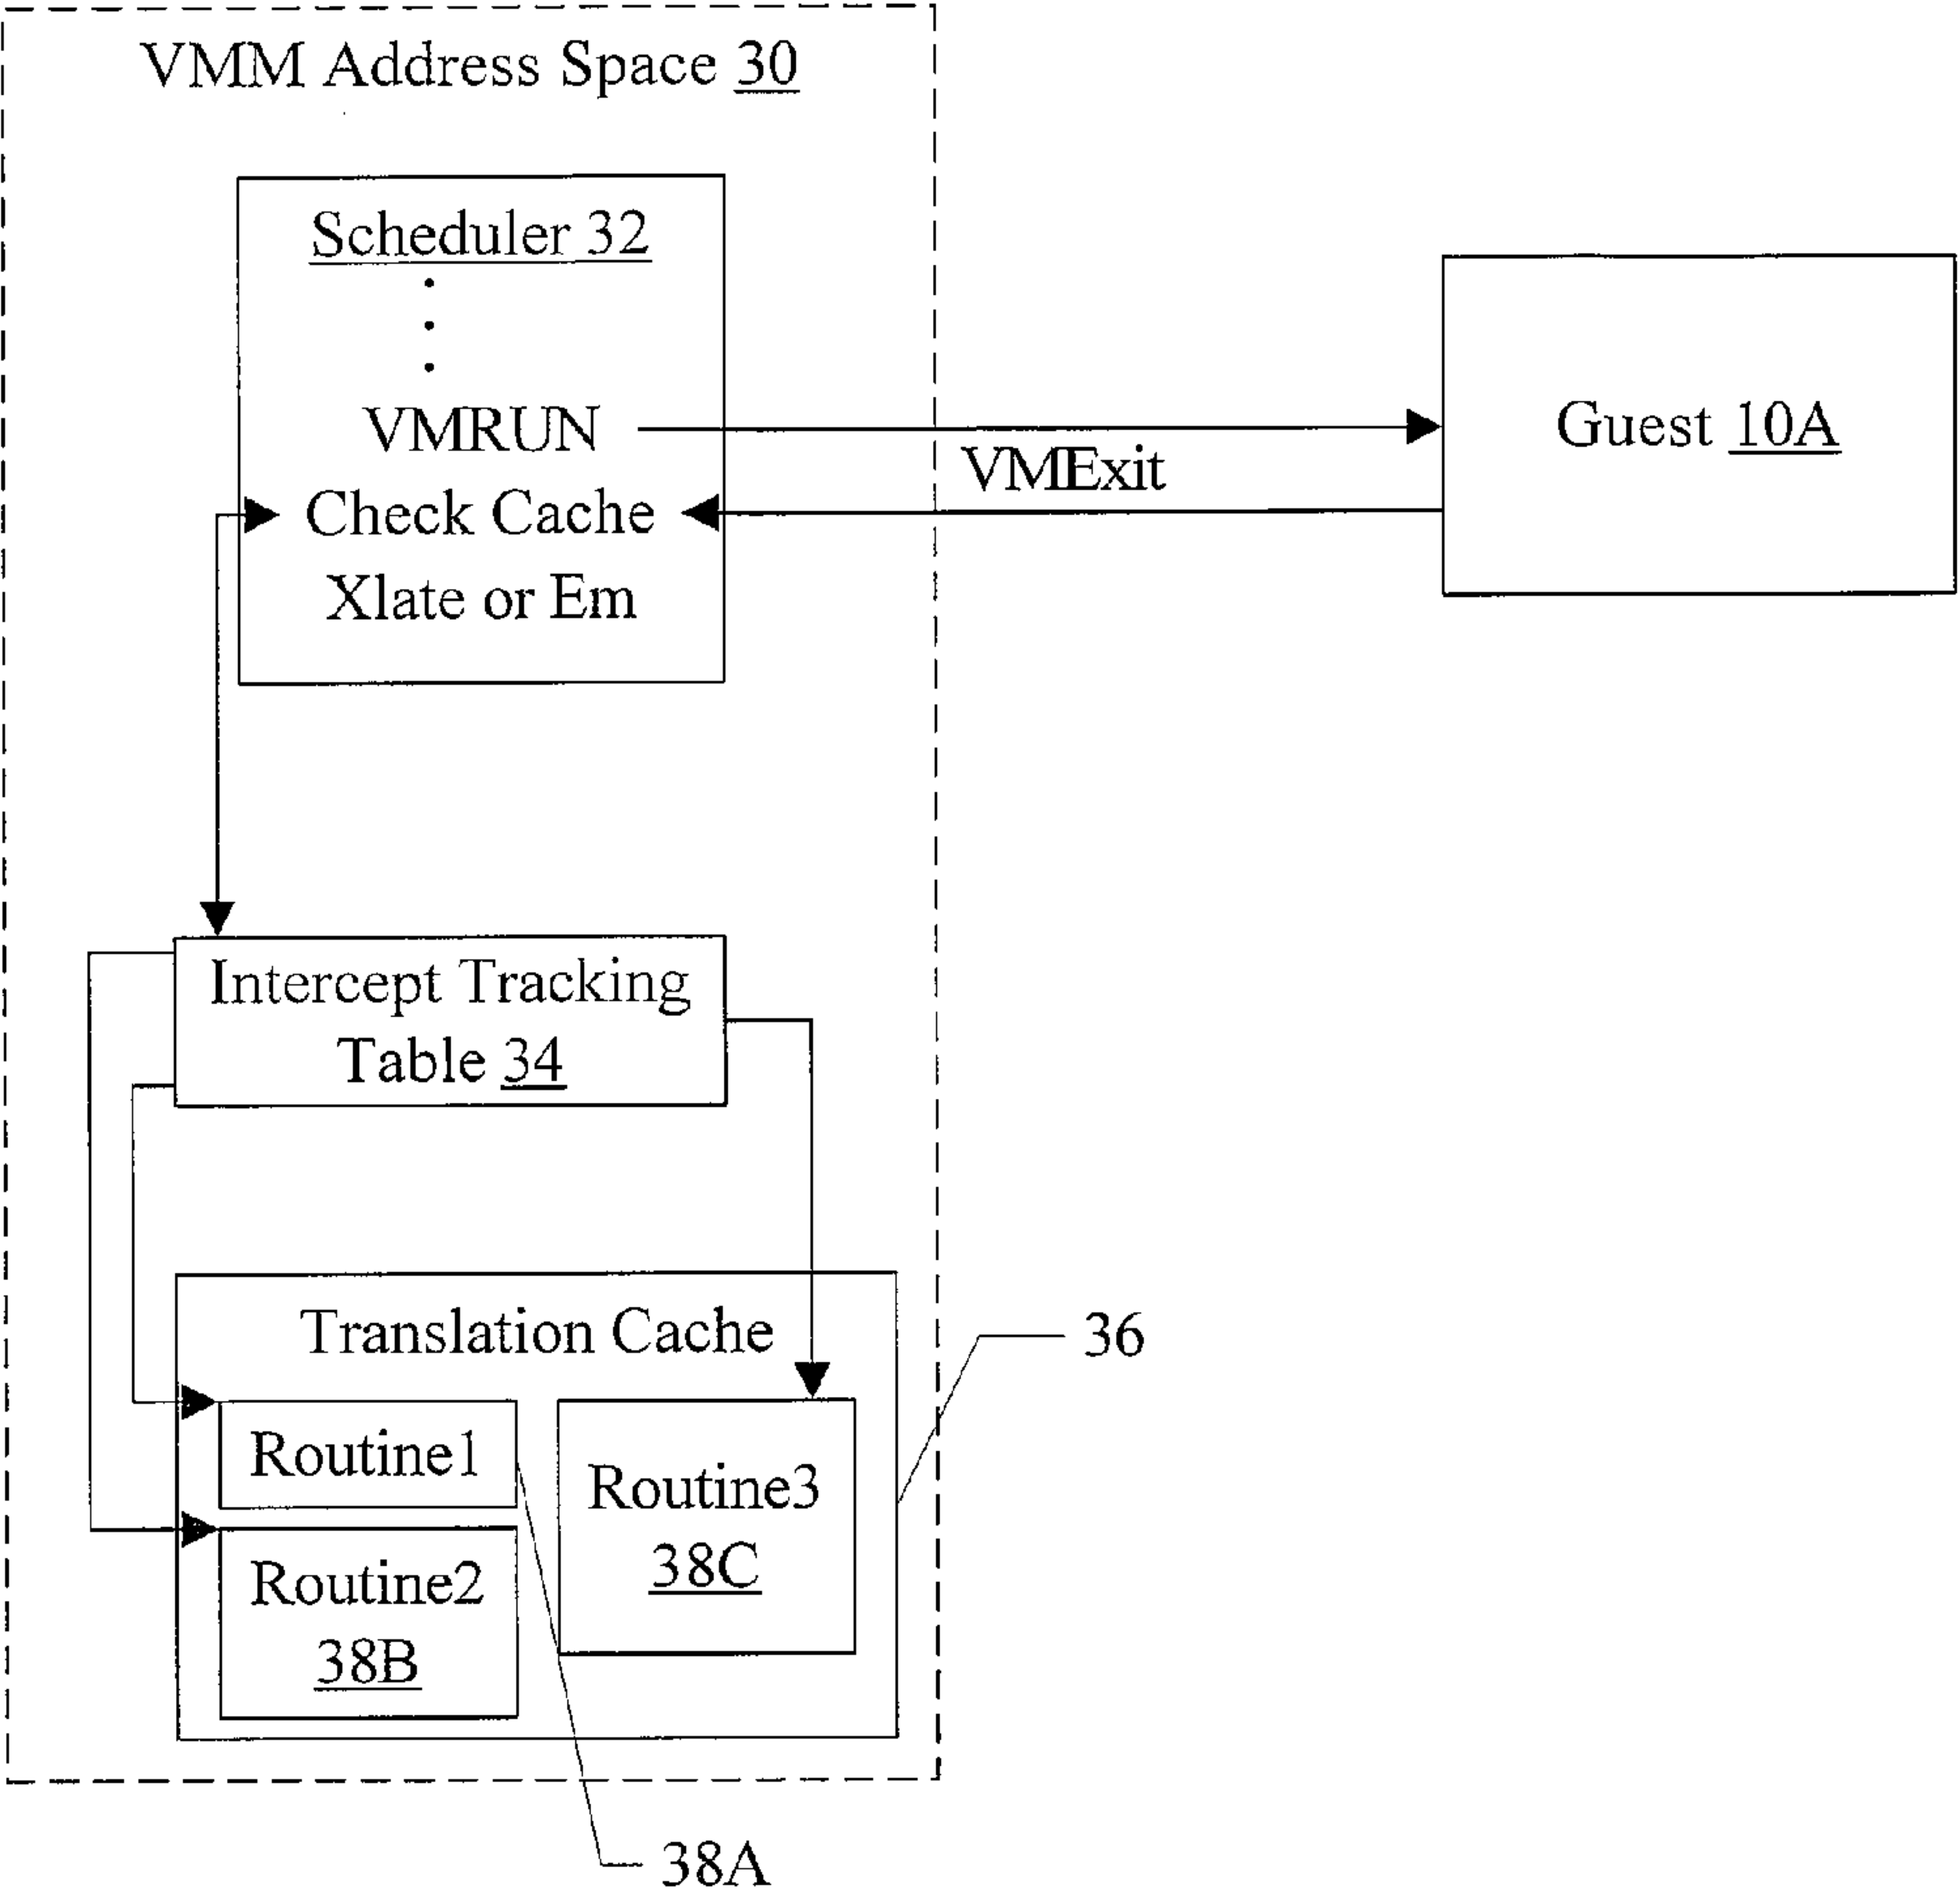 VMM Address Space 30
Scheduler 32
VMRUN
VMExit
Guest 10A
Check Cache
Xlate or Em
Intercept Tracking
Table 34
Translation Cache
36
Routine1
Routine3
38C
Routine2
38B
38A